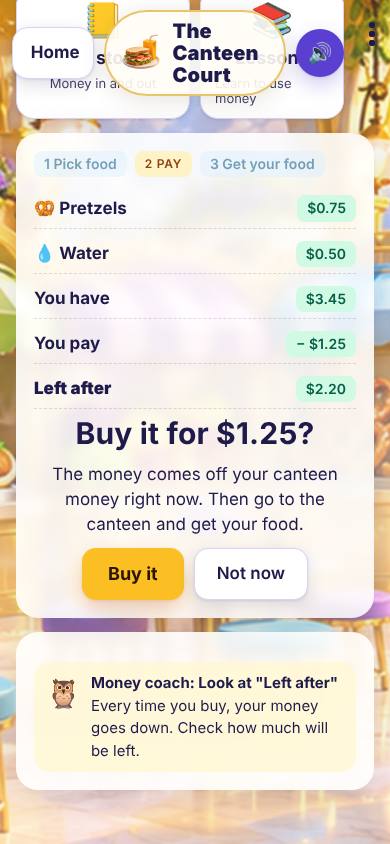 Home
The
Canteen
Court
Money in and out
Learn to use
money
1 Pick food
2 PAY
3 Get your food
Pretzels
$0.75
Water
$0.50
You have
$3.45
You pay
− $1.25
Left after
$2.20
Buy it for $1.25?
The money comes off your canteen
money right now. Then go to the
canteen and get your food.
Buy it
Not now
Money coach: Look at "Left after"
Every time you buy, your money
goes down. Check how much will
be left.